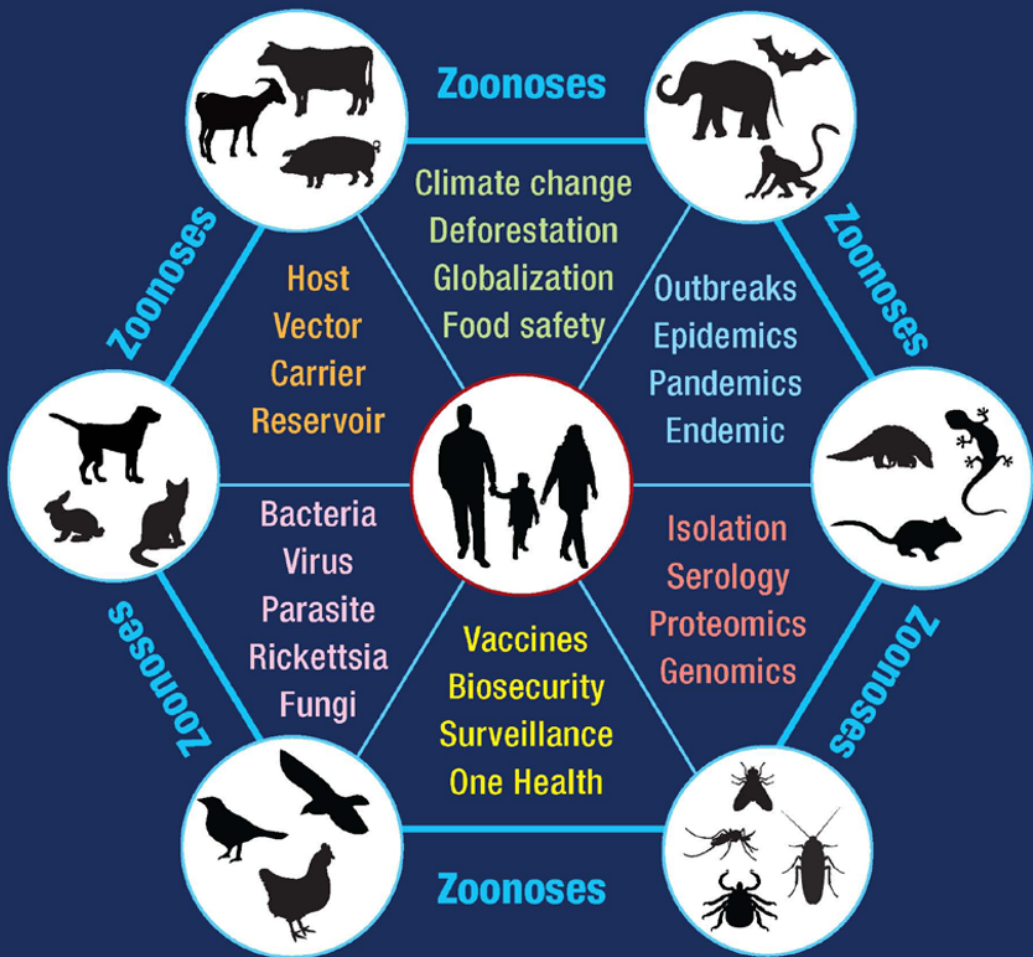 Zoonoses
Climate change
Deforestation
Globalization
Food safety
Zoonoses
Host
Vector
Carrier
Reservoir
Zoonoses
Outbreaks
Epidemics
Pandemics
Endemic
Bacteria
Virus
Parasite
Rickettsia
Fungi
Isolation
Serology
Proteomics
Genomics
Zoonoses
Vaccines
Biosecurity
Surveillance
One Health
Zoonoses
Zoonoses